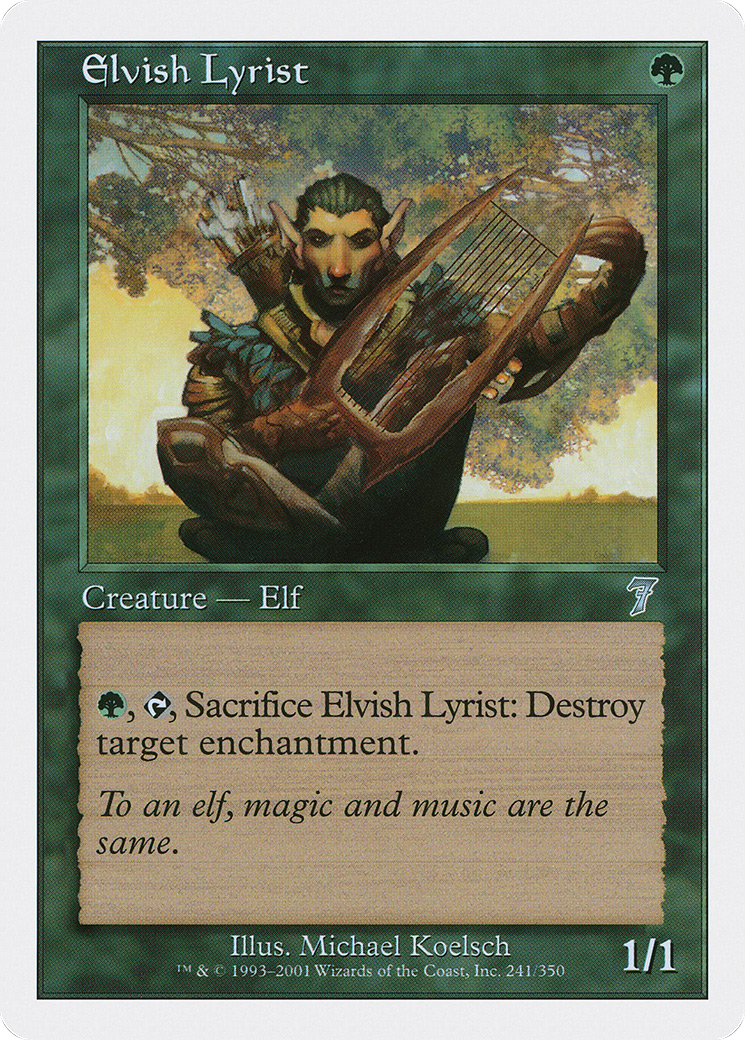 Elvish Lyrist
Creature — Elf
7
, , Sacrifice Elvish Lyrist: Destroy
target enchantment.
To an elf, magic and music are the
same.
Illus. Michael Koelsch
™ & © 1993–2001 Wizards of the Coast, Inc. 241/350
1/1